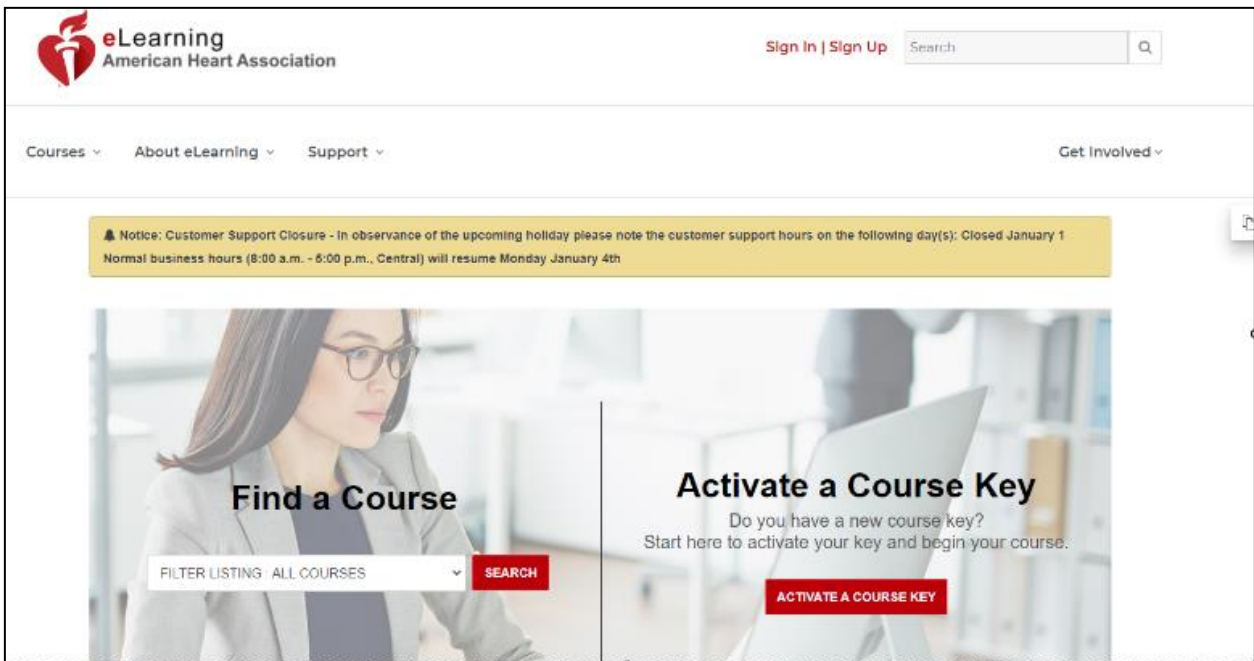 eLearning
American Heart Association
Sign In | Sign Up
Search
Courses
About eLearning
Support
Get Involved
Notice: Customer Support Closure - In observance of the upcoming holiday please note the customer support hours on the following day(s): Closed January 1
Normal business hours (8:00 a.m. - 6:00 p.m., Central) will resume Monday January 4th
Find a Course
FILTER LISTING : ALL COURSES
SEARCH
Activate a Course Key
Do you have a new course key?
Start here to activate your key and begin your course.
ACTIVATE A COURSE KEY